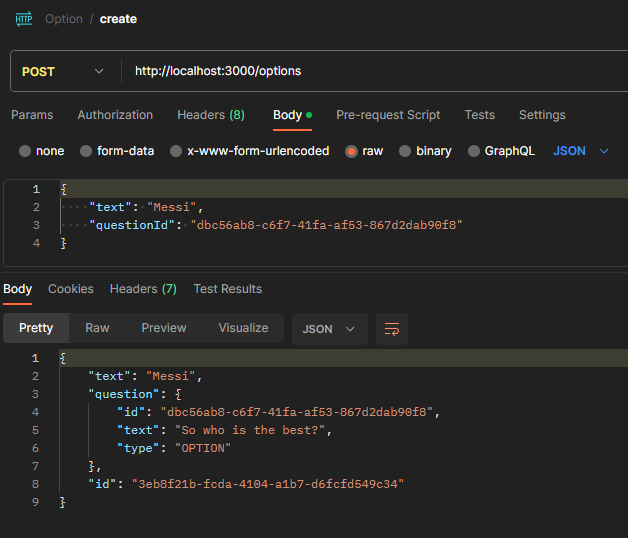 HTTP Option / create
POST http://localhost:3000/options
Params Authorization Headers (8) Body Pre-request Script Tests Settings
none form-data x-www-form-urlencoded raw binary GraphQL JSON
1 {
2 "text": "Messi",
3 "questionId": "dbc56ab8-c6f7-41fa-af53-867d2dab90f8"
4 }
Body Cookies Headers (7) Test Results
Pretty Raw Preview Visualize JSON
1 {
2 "text": "Messi",
3 "question": {
4 "id": "dbc56ab8-c6f7-41fa-af53-867d2dab90f8",
5 "text": "So who is the best?",
6 "type": "OPTION"
7 },
8 "id": "3eb8f21b-fcda-4104-a1b7-d6fcfd549c34"
9 }